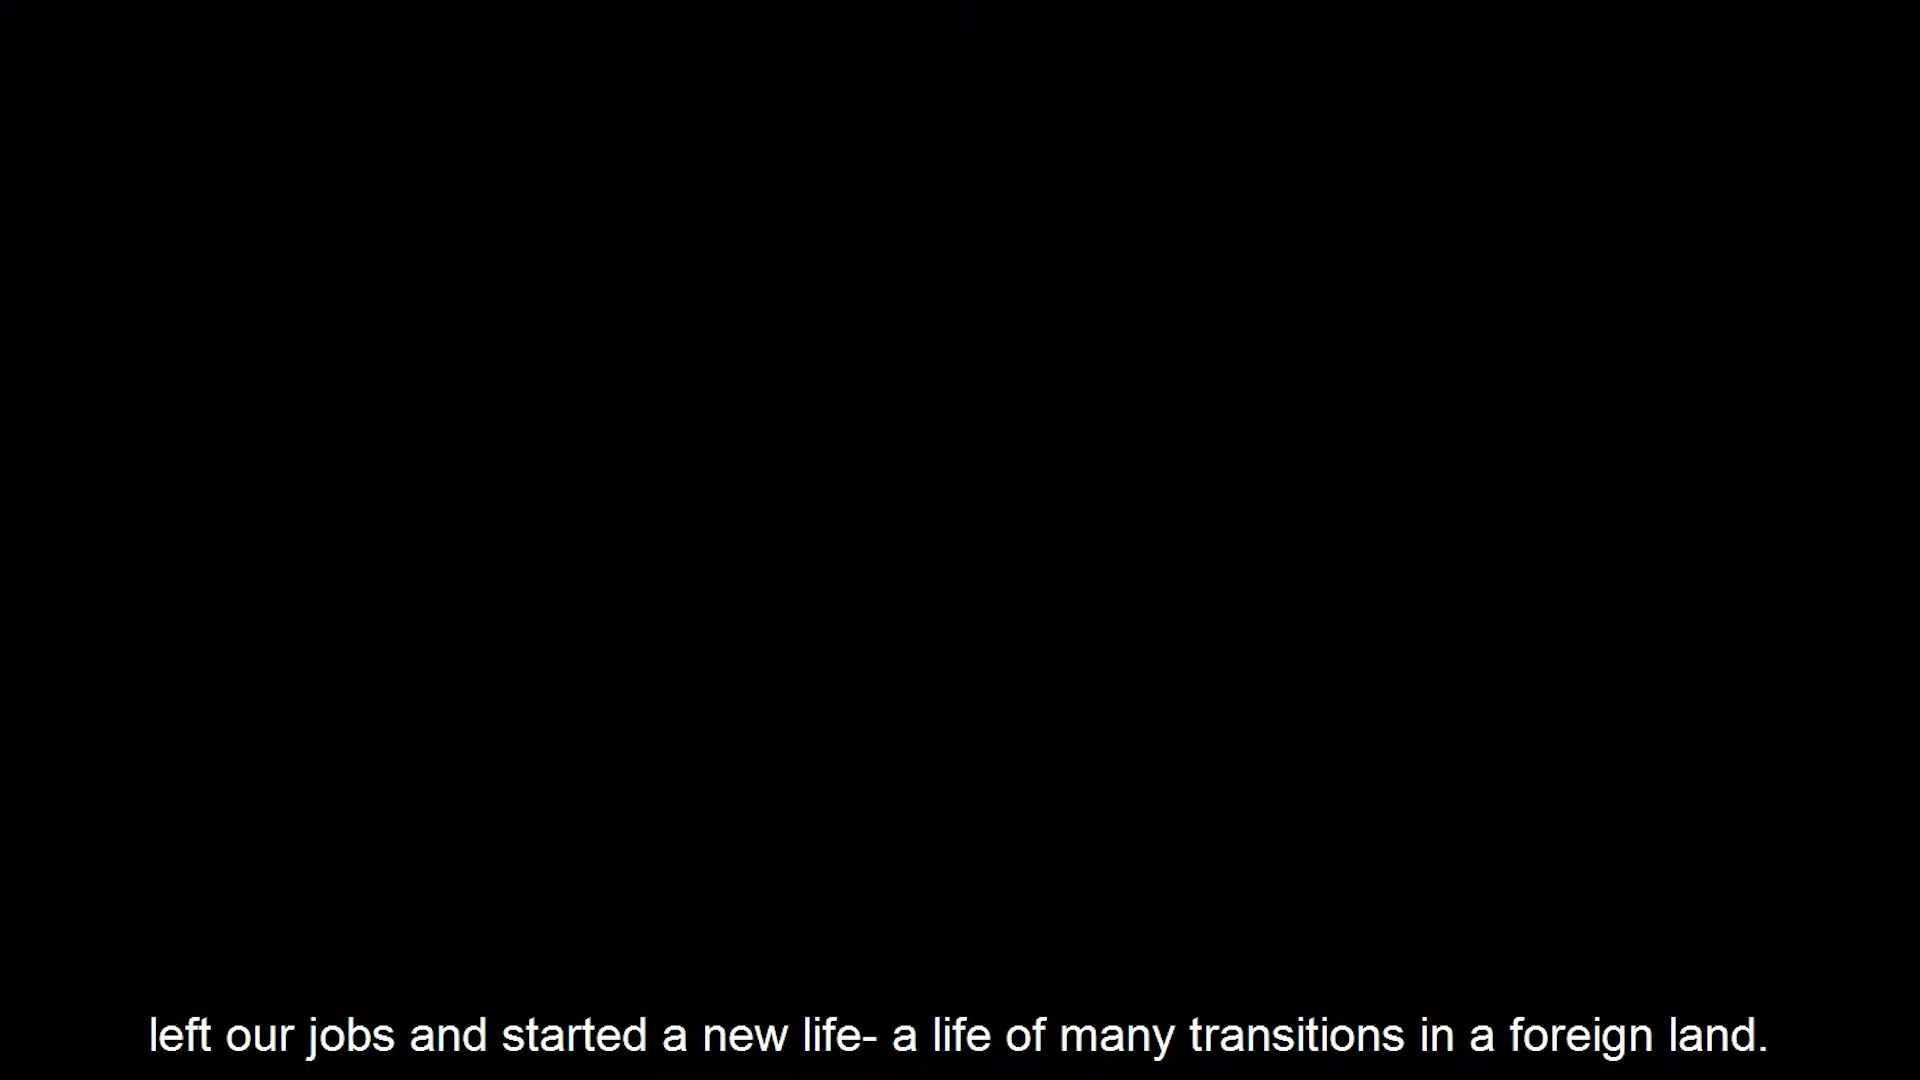 left our jobs and started a new life- a life of many transitions in a foreign land.